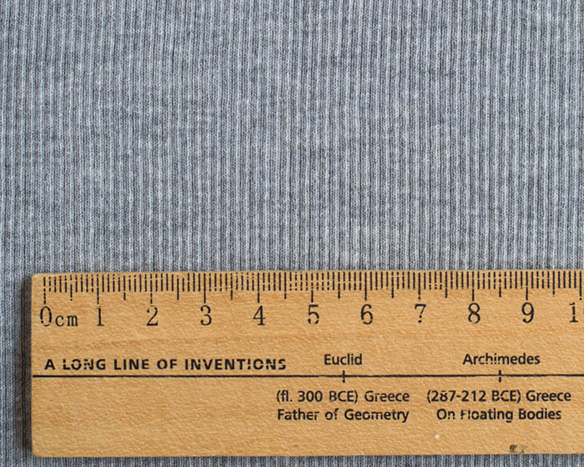 0cm 1 2 3 4 5 6 7 8 9 1
A LONG LINE OF INVENTIONS
Euclid
(fl. 300 BCE) Greece
Father of Geometry
Archimedes
(287-212 BCE) Greece
On Floating Bodies